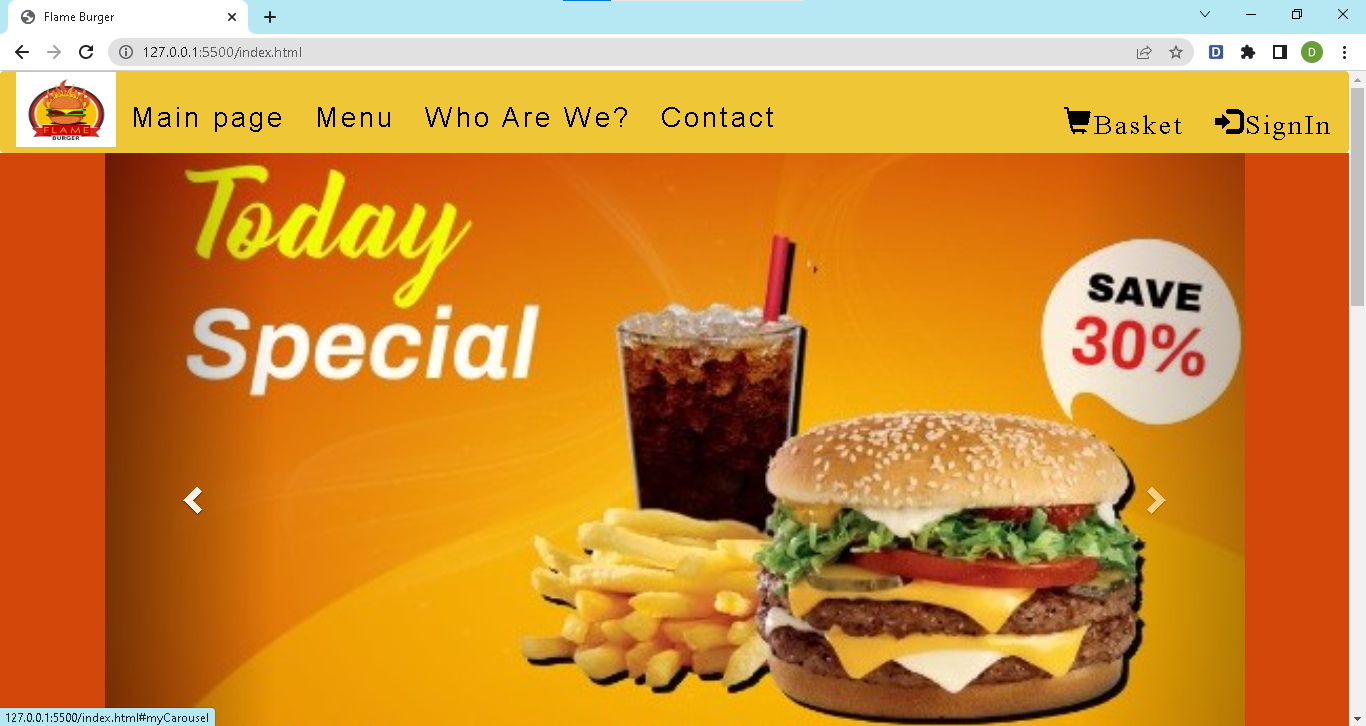 Flame Burger
127.0.0.1:5500/index.html
D
D
FLAME
BURGER
Main page Menu Who Are We? Contact Basket SignIn
Today
Special
SAVE
30%
127.0.0.1:5500/index.html#myCarousel